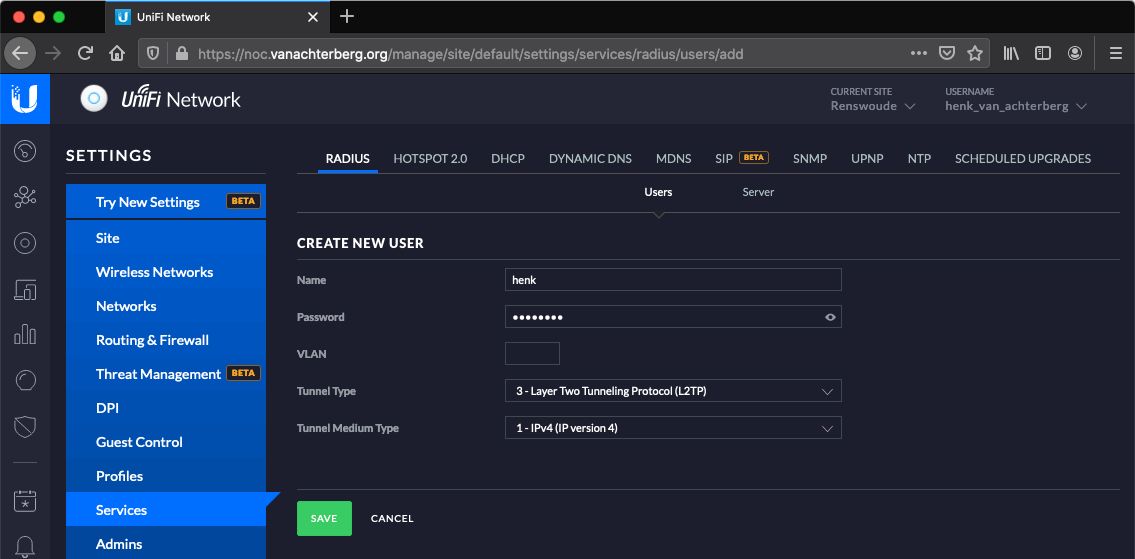 UniFi Network
https://noc.vanachterberg.org/manage/site/default/settings/services/radius/users/add
UniFi Network
CURRENT SITE
Renswoude
USERNAME
henk_van_achterberg
SETTINGS
Try New Settings BETA
Site
Wireless Networks
Networks
Routing & Firewall
Threat Management BETA
DPI
Guest Control
Profiles
Services
Admins
RADIUS HOTSPOT 2.0 DHCP DYNAMIC DNS MDNS SIP BETA SNMP UPNP NTP SCHEDULED UPGRADES
Users Server
CREATE NEW USER
Name henk
Password ••••••••
VLAN
Tunnel Type 3 - Layer Two Tunneling Protocol (L2TP)
Tunnel Medium Type 1 - IPv4 (IP version 4)
SAVE CANCEL